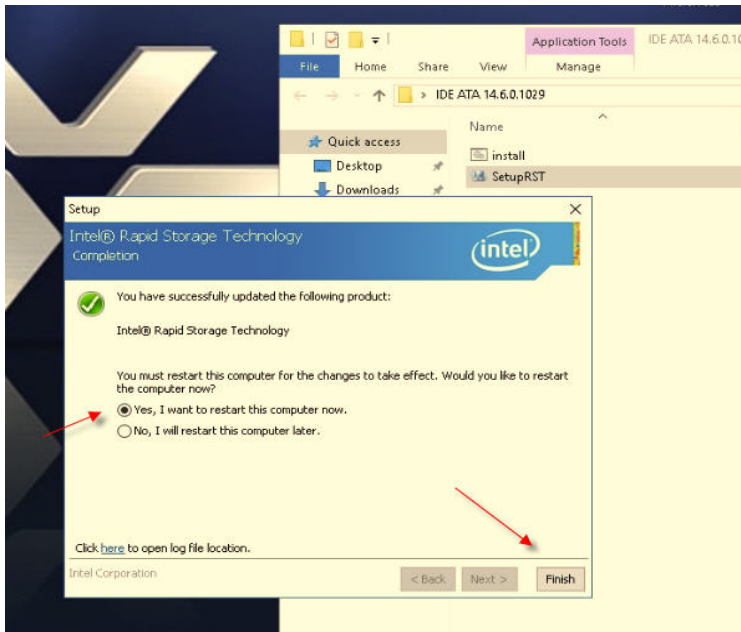 Application Tools
IDE ATA 14.6.0.10
File
Home
Share
View
Manage
IDE ATA 14.6.0.1029
Name
Quick access
install
Desktop
SetupRST
Downloads
Setup
Intel® Rapid Storage Technology
Completion
intel
You have successfully updated the following product:
Intel® Rapid Storage Technology
You must restart this computer for the changes to take effect. Would you like to restart
the computer now?
Yes, I want to restart this computer now.
No, I will restart this computer later.
Click here to open log file location.
Intel Corporation
< Back
Next >
Finish